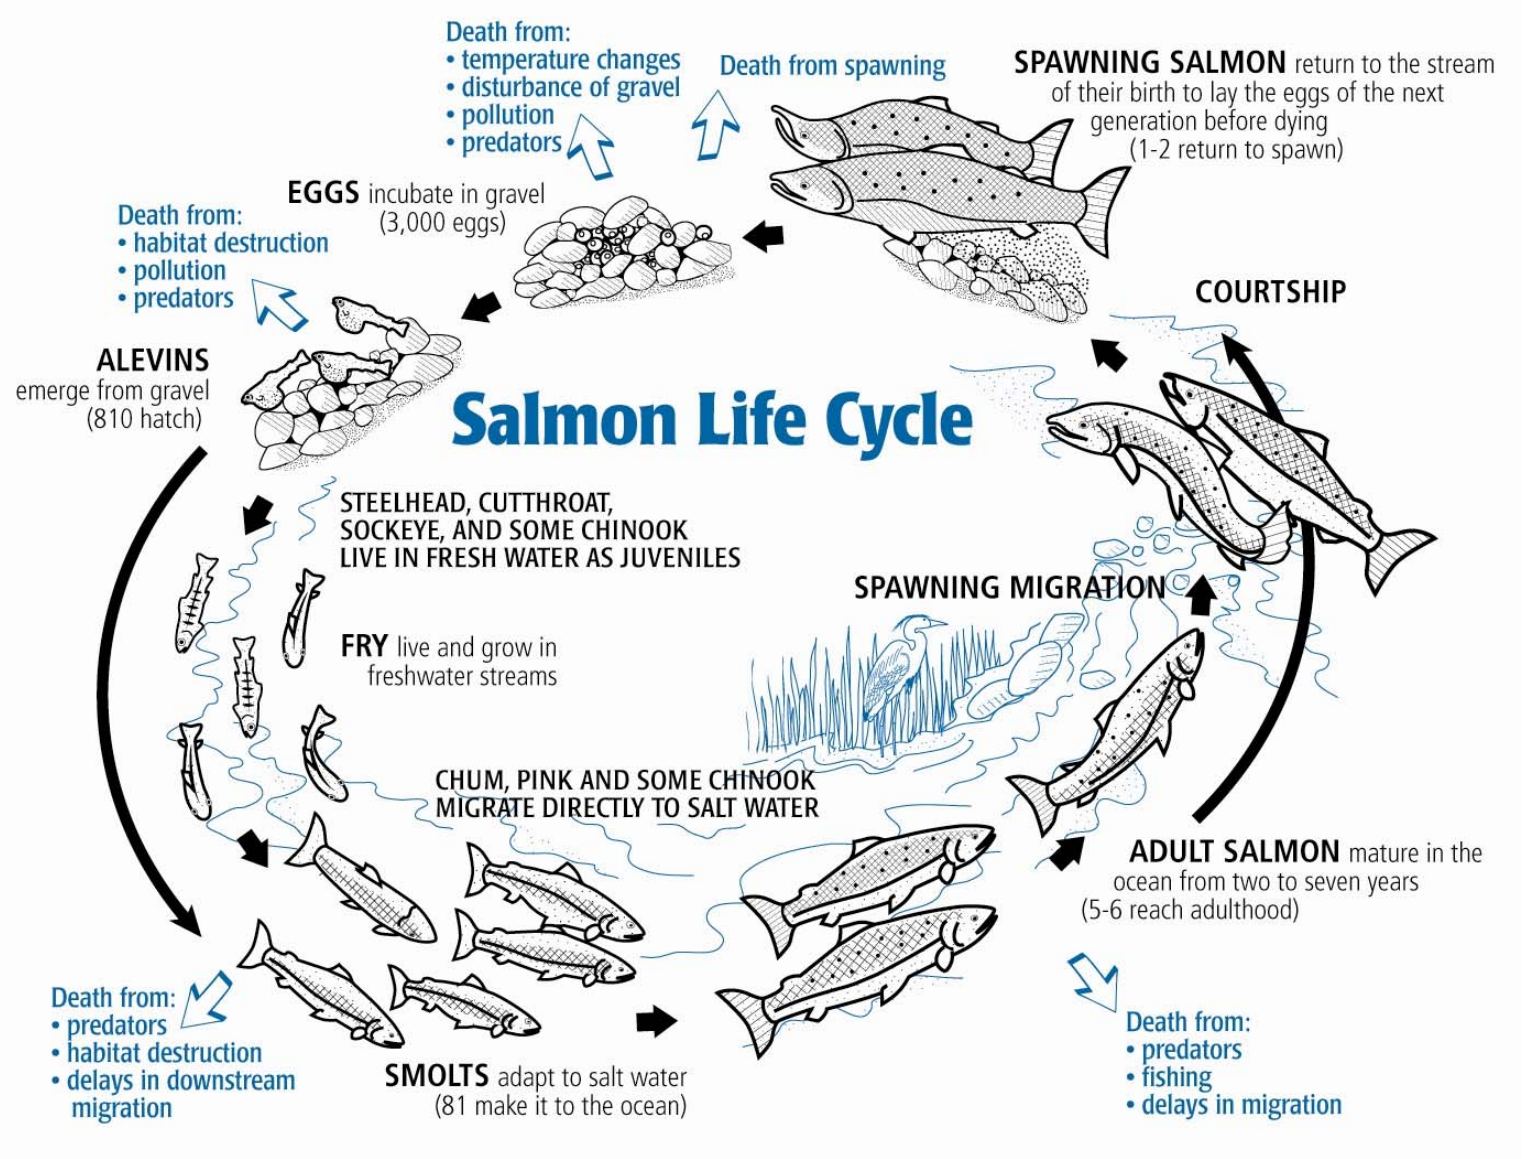 Death from:
• temperature changes
• disturbance of gravel
• pollution
• predators
Death from spawning
SPAWNING SALMON return to the stream
of their birth to lay the eggs of the next
generation before dying
(1-2 return to spawn)
EGGS incubate in gravel
(3,000 eggs)
Death from:
• habitat destruction
• pollution
• predators
COURTSHIP
ALEVINS
emerge from gravel
(810 hatch)
Salmon Life Cycle
STEELHEAD, CUTTHROAT,
SOCKEYE, AND SOME CHINOOK
LIVE IN FRESH WATER AS JUVENILES
SPAWNING MIGRATION
FRY live and grow in
freshwater streams
CHUM, PINK AND SOME CHINOOK
MIGRATE DIRECTLY TO SALT WATER
ADULT SALMON mature in the
ocean from two to seven years
(5-6 reach adulthood)
Death from:
• predators
• habitat destruction
• delays in downstream
migration
SMOLTS adapt to salt water
(81 make it to the ocean)
Death from:
• predators
• fishing
• delays in migration